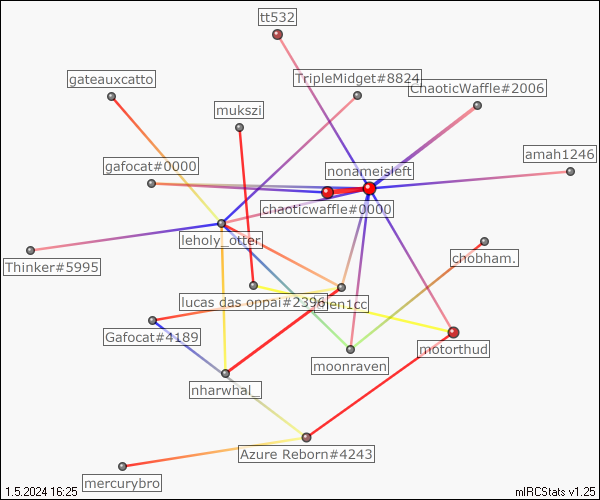 tt532
gateauxcatto
TripleMidget#8824
ChaoticWaffle#2006
mukszi
amah1246
gafocat#0000
nonameisleft
chaoticwaffle#0000
leholy_otter
chobham.
Thinker#5995
lucas das oppai#2396
Gafocat#4189
motorthud
moonraven
nharwhal_
Azure Reborn#4243
mercurybro
1.5.2024 16:25
mIRCStats v1.25